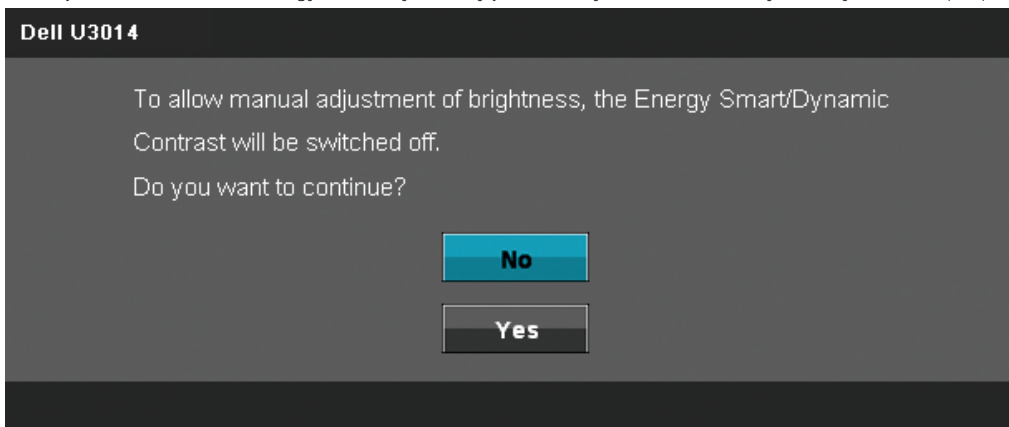 Dell U3014
To allow manual adjustment of brightness, the Energy Smart/Dynamic
Contrast will be switched off.
Do you want to continue?
No
Yes